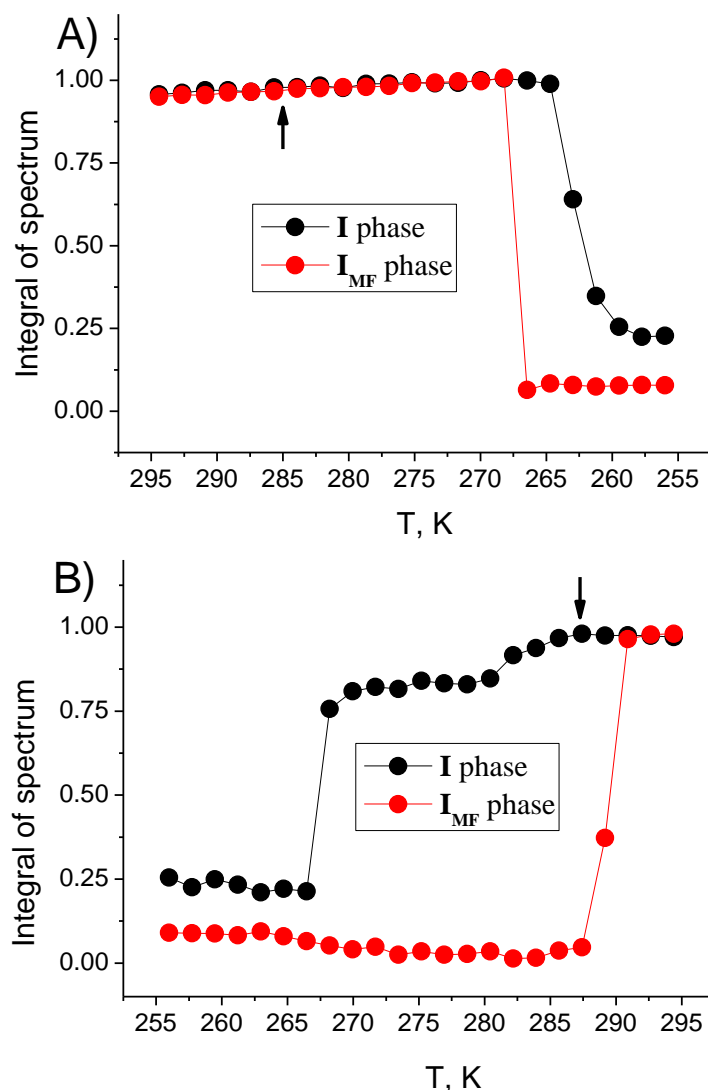 A)
Integral of spectrum
1.00
0.75
0.50
0.25
0.00
I phase
I_MF phase
295 290 285 280 275 270 265 260 255
T, K
B)
Integral of spectrum
1.00
0.75
0.50
0.25
0.00
I phase
I_MF phase
255 260 265 270 275 280 285 290 295
T, K